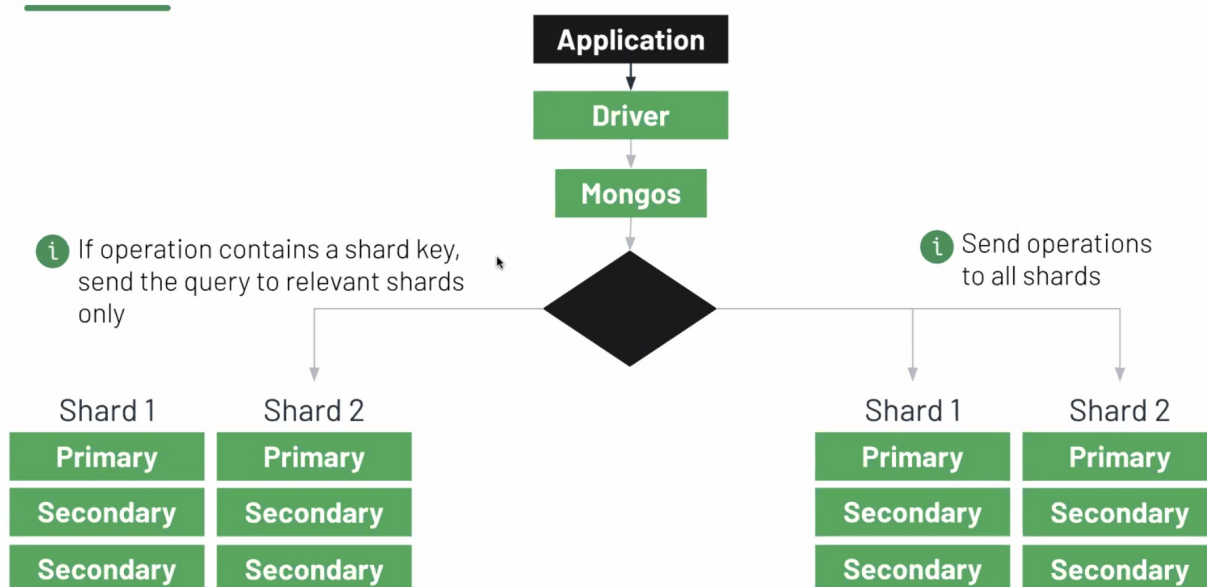 Application
Driver
Mongos
i If operation contains a shard key,
send the query to relevant shards
only
i Send operations
to all shards
Shard 1
Shard 2
Primary
Primary
Secondary
Secondary
Secondary
Secondary
Shard 1
Shard 2
Primary
Primary
Secondary
Secondary
Secondary
Secondary